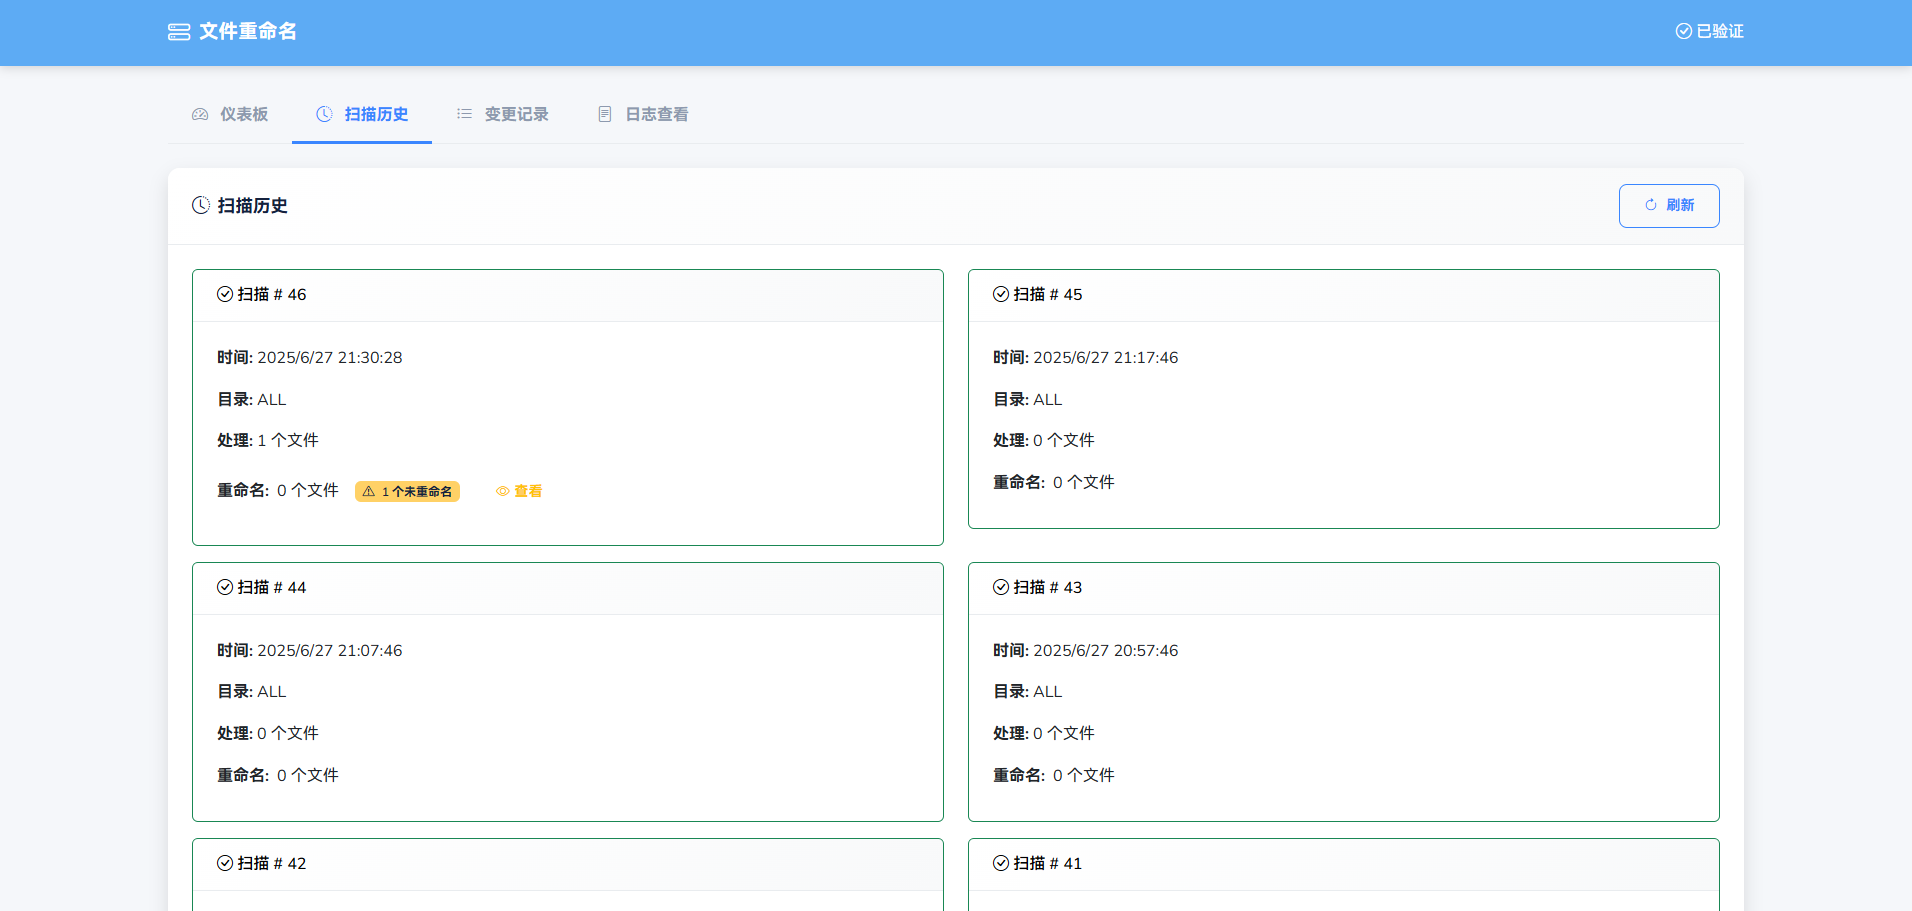 文件重命名
已验证
仪表板
扫描历史
变更记录
日志查看
扫描历史
刷新
扫描 # 46
时间: 2025/6/27 21:30:28
目录: ALL
处理: 1 个文件
重命名: 0 个文件
1 个未重命名
查看
扫描 # 45
时间: 2025/6/27 21:17:46
目录: ALL
处理: 0 个文件
重命名: 0 个文件
扫描 # 44
时间: 2025/6/27 21:07:46
目录: ALL
处理: 0 个文件
重命名: 0 个文件
扫描 # 43
时间: 2025/6/27 20:57:46
目录: ALL
处理: 0 个文件
重命名: 0 个文件
扫描 # 42
扫描 # 41